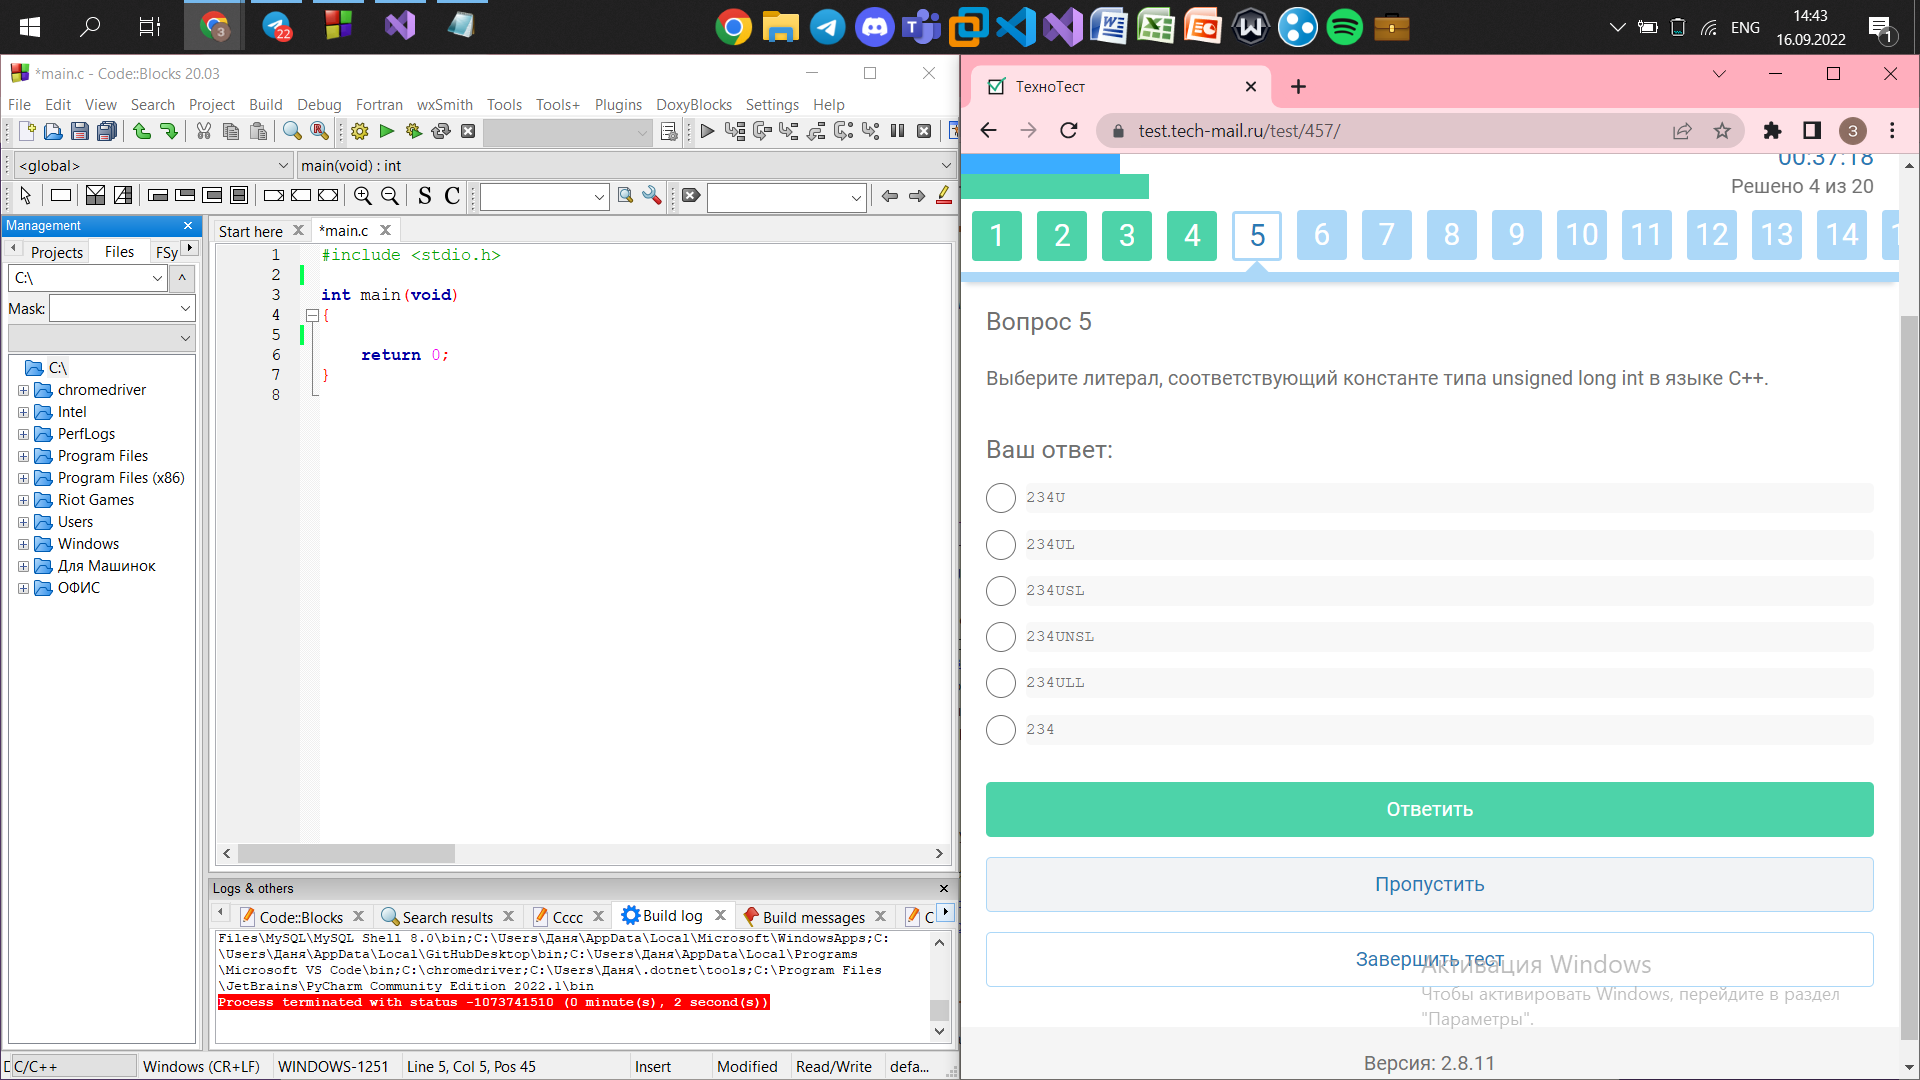 3
22
ENG
14:43
16.09.2022
1
*main.c - Code::Blocks 20.03
File Edit View Search Project Build Debug Fortran wxSmith Tools Tools+ Plugins DoxyBlocks Settings Help
<global>
main(void) : int
S C
Management
Projects Files FSy
C:\
^
Mask:
C:\
chromedriver
Intel
PerfLogs
Program Files
Program Files (x86)
Riot Games
Users
Windows
Для Машинок
ОФИС
Start here
*main.c
1 #include <stdio.h>
2
3 int main(void)
4 {
5
6 return 0;
7 }
8
Logs & others
Code::Blocks
Search results
Cccc
Build log
Build messages
C
Files\MySQL\MySQL Shell 8.0\bin;C:\Users\Даня\AppData\Local\Microsoft\WindowsApps;C:
\Users\Даня\AppData\Local\GitHubDesktop\bin;C:\Users\Даня\AppData\Local\Programs
\Microsoft VS Code\bin;C:\chromedriver;C:\Users\Даня\.dotnet\tools;C:\Program Files
\JetBrains\PyCharm Community Edition 2022.1\bin
Process terminated with status -1073741510 (0 minute(s), 2 second(s))
C/C++
Windows (CR+LF)
WINDOWS-1251
Line 5, Col 5, Pos 45
Insert
Modified
Read/Write
defa...
ТехноТест
test.tech-mail.ru/test/457/
3
00:37:18
Решено 4 из 20
1 2 3 4 5 6 7 8 9 10 11 12 13 14
Вопрос 5
Выберите литерал, соответствующий константе типа unsigned long int в языке C++.
Ваш ответ:
234U
234UL
234USL
234UNSL
234ULL
234
Ответить
Пропустить
Завершить тест
Активация Windows
Чтобы активировать Windows, перейдите в раздел
"Параметры".
Версия: 2.8.11